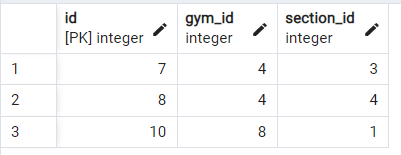 id gym_id section_id
[PK] integer integer integer
1 7 4 3
2 8 4 4
3 10 8 1